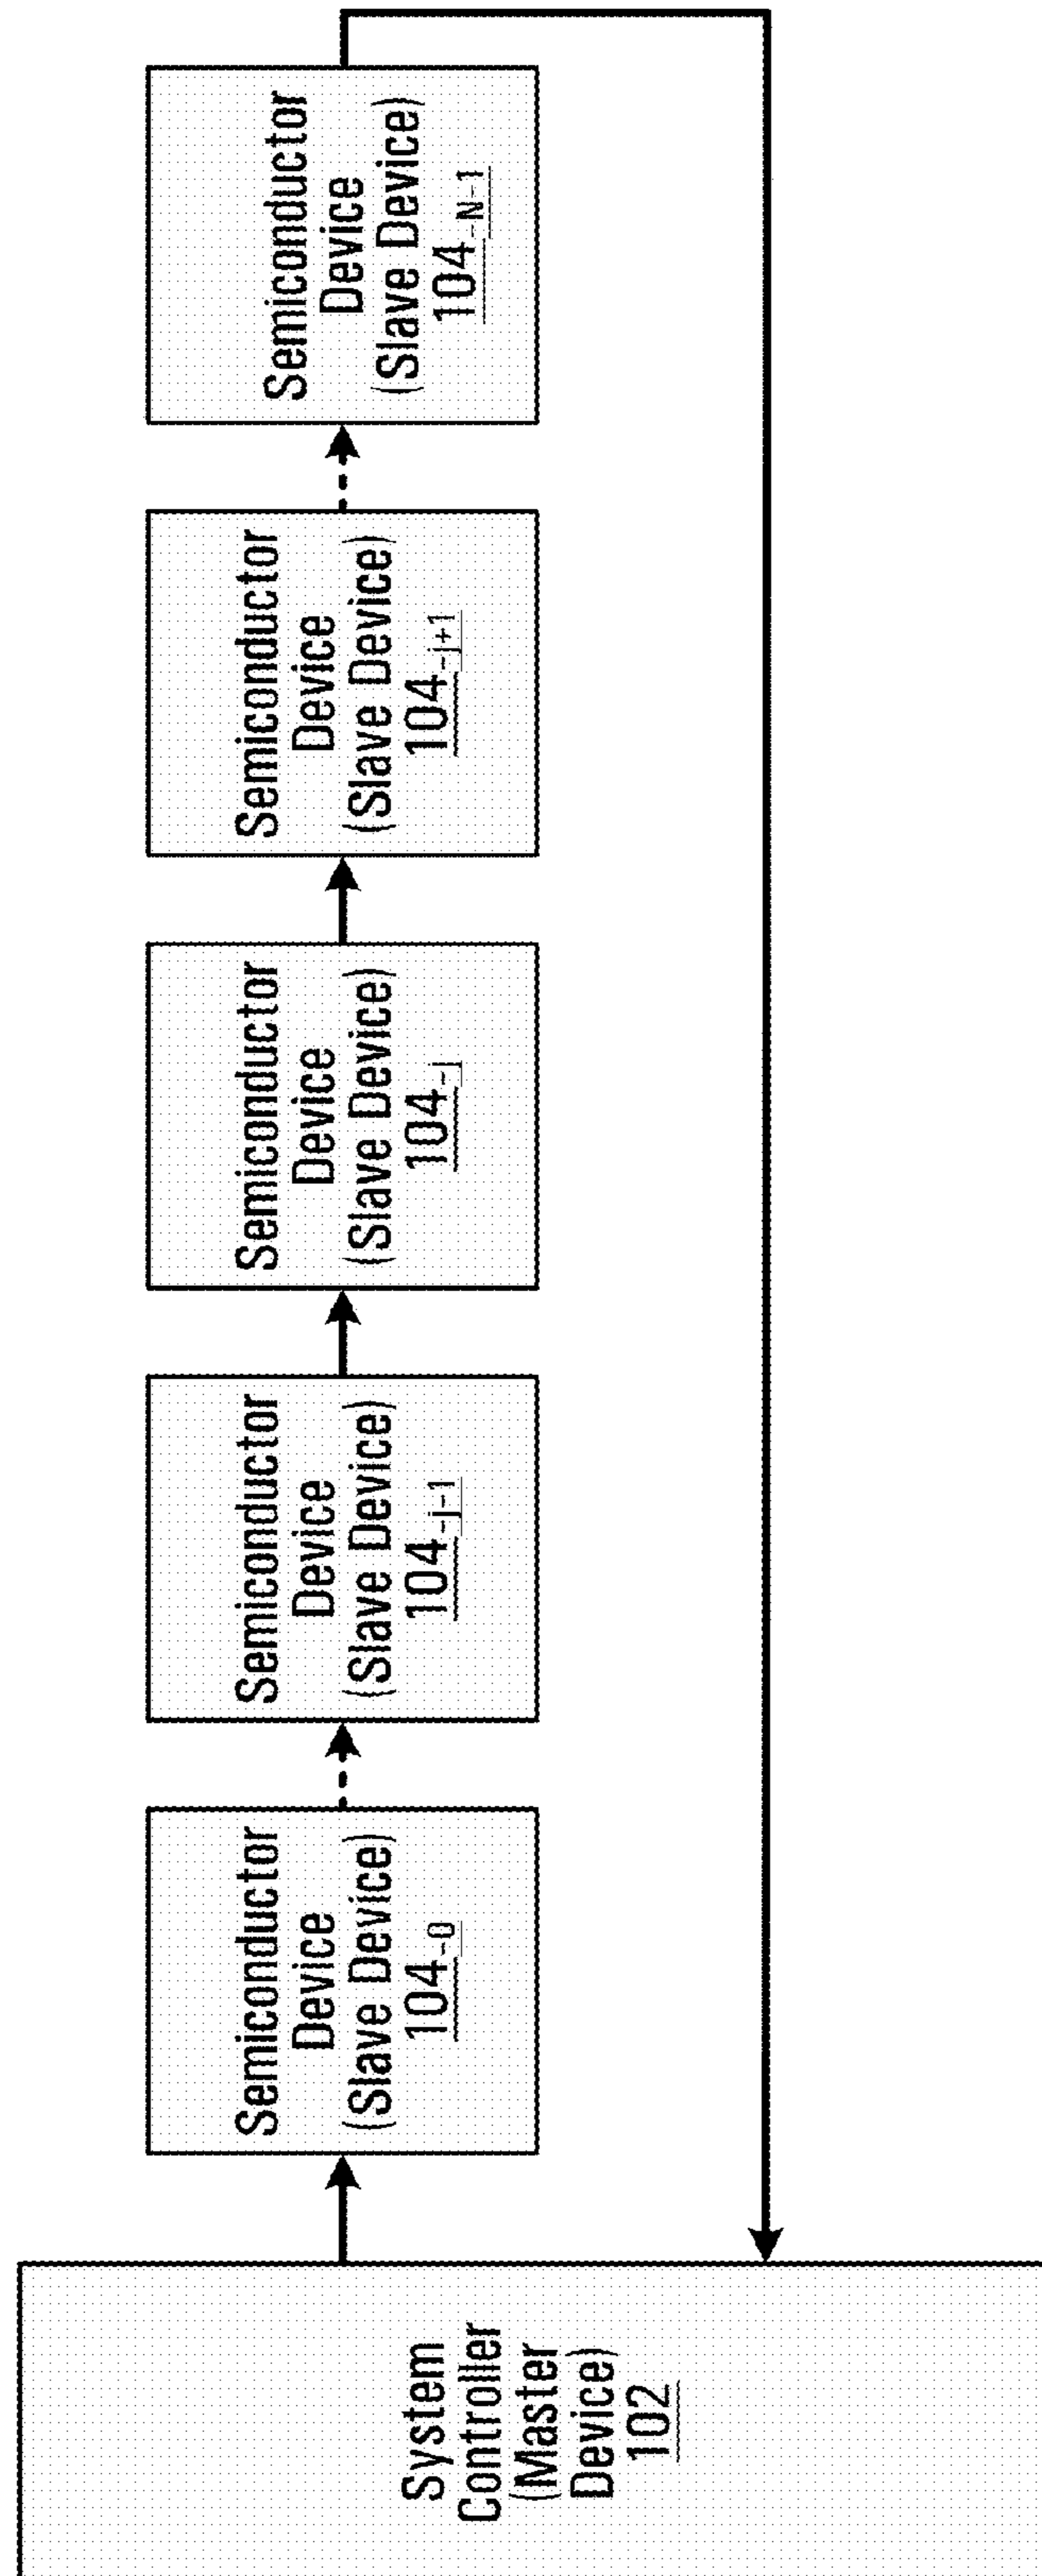 System
Controller
(Master
Device)
102
Semiconductor
Device
(Slave Device)
104-0
Semiconductor
Device
(Slave Device)
104-j-1
Semiconductor
Device
(Slave Device)
104-j
Semiconductor
Device
(Slave Device)
104-j+1
Semiconductor
Device
(Slave Device)
104-N-1